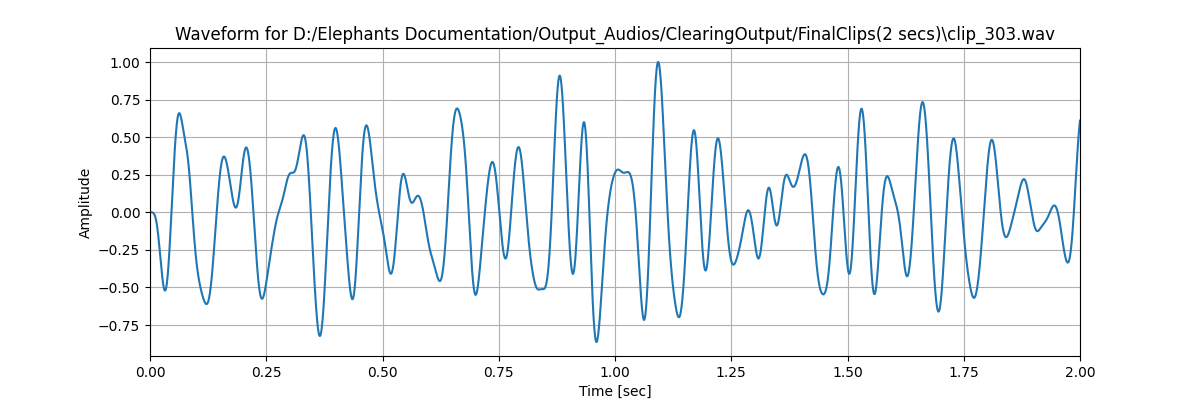 Waveform for D:/Elephants Documentation/Output_Audios/ClearingOutput/FinalClips(2 secs)\clip_303.wav
1.00
0.75
0.50
0.25
0.00
−0.25
−0.50
−0.75
Amplitude
0.00 0.25 0.50 0.75 1.00 1.25 1.50 1.75 2.00
Time [sec]